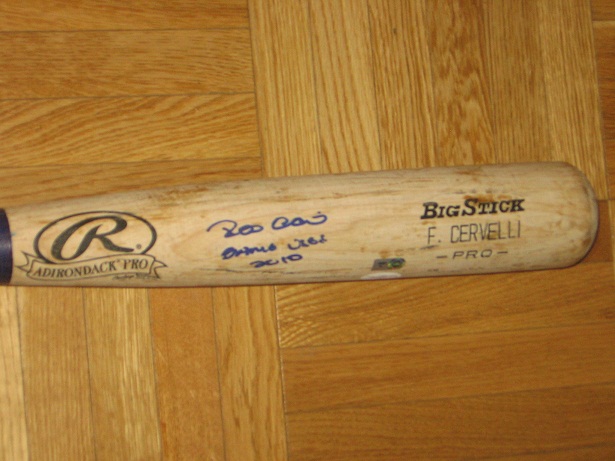 R
ADIRONDACK PRO
GAME USED
2010
BIGSTICK
F. CERVELLI
—PRO—